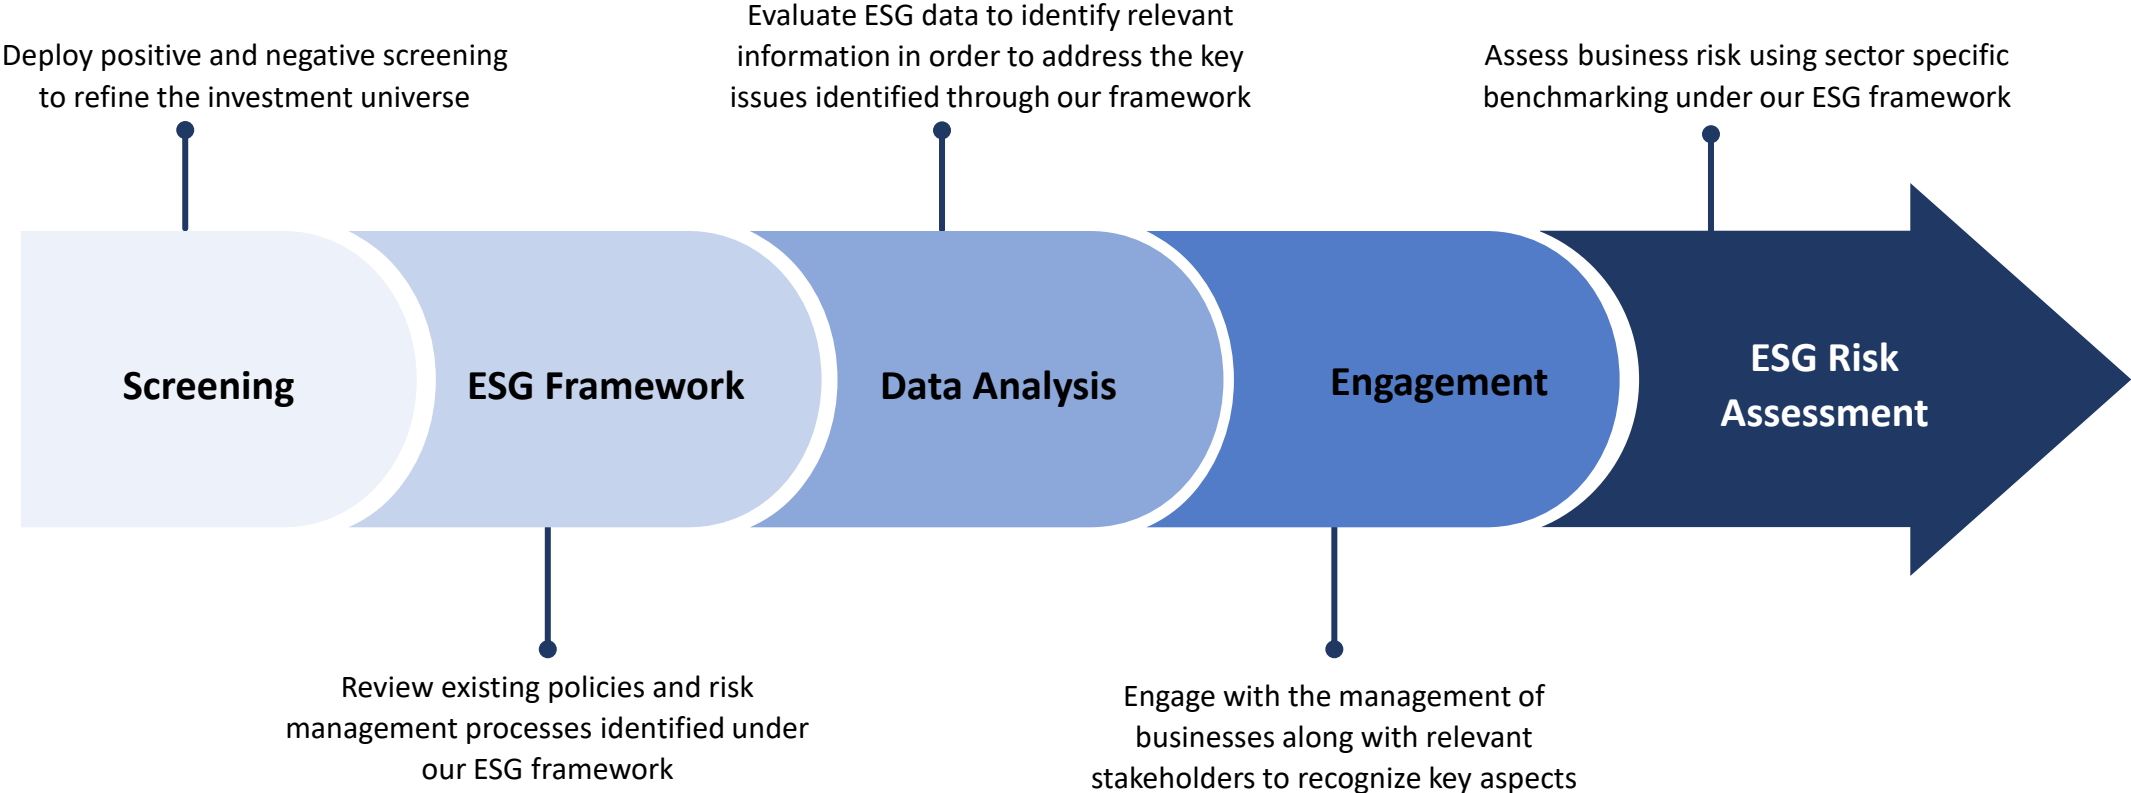 Deploy positive and negative screening
to refine the investment universe
Evaluate ESG data to identify relevant
information in order to address the key
issues identified through our framework
Assess business risk using sector specific
benchmarking under our ESG framework
Screening
ESG Framework
Data Analysis
Engagement
ESG Risk
Assessment
Review existing policies and risk
management processes identified under
our ESG framework
Engage with the management of
businesses along with relevant
stakeholders to recognize key aspects